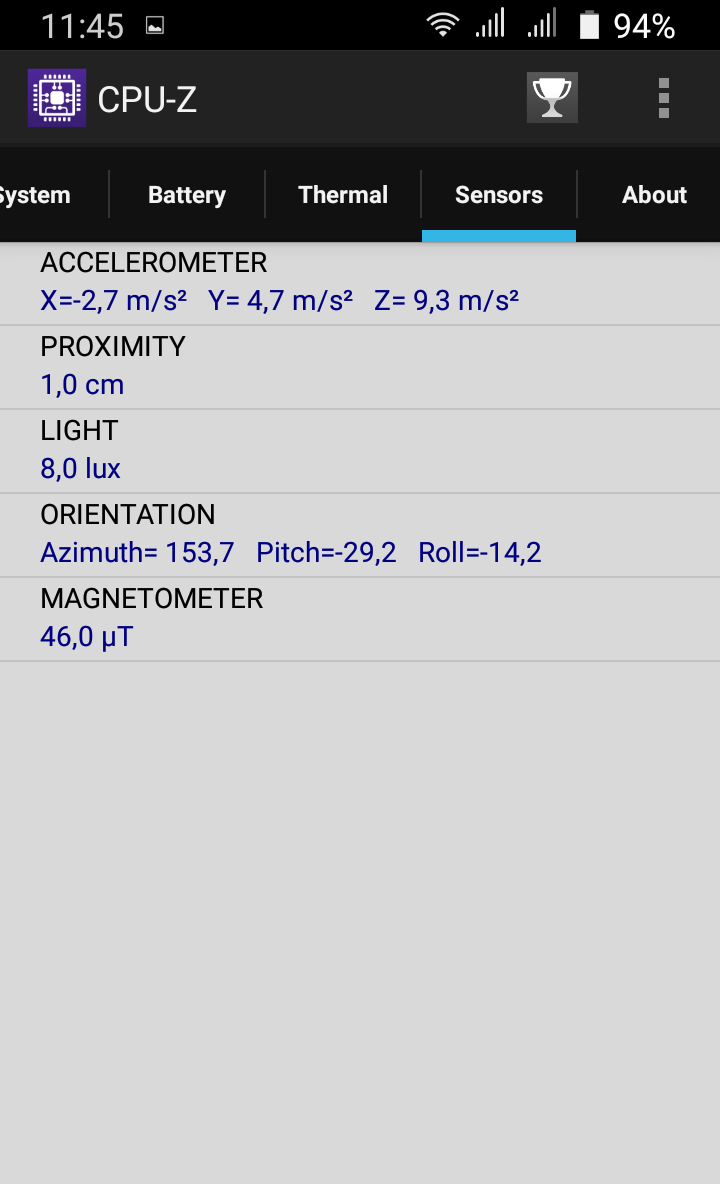 11:45 94%
CPU-Z
System Battery Thermal Sensors About
ACCELEROMETER
X=-2,7 m/s² Y= 4,7 m/s² Z= 9,3 m/s²
PROXIMITY
1,0 cm
LIGHT
8,0 lux
ORIENTATION
Azimuth= 153,7 Pitch=-29,2 Roll=-14,2
MAGNETOMETER
46,0 µT